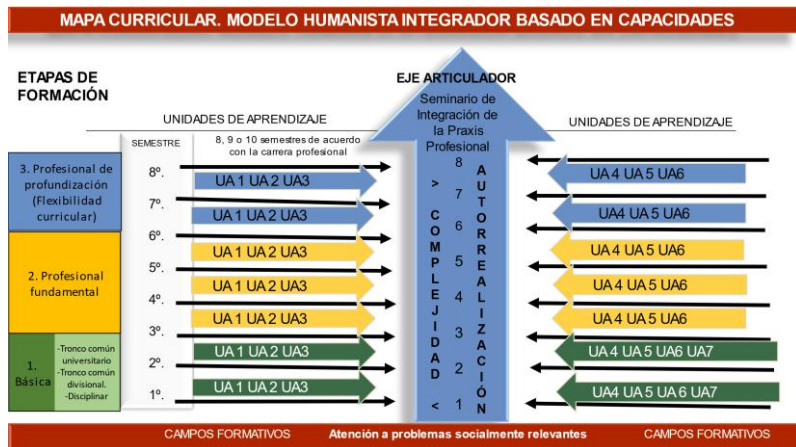 MAPA CURRICULAR. MODELO HUMANISTA INTEGRADOR BASADO EN CAPACIDADES
ETAPAS DE
FORMACIÓN
EJE ARTICULADOR
Seminario de
Integración de
la Praxis
Profesional
UNIDADES DE APRENDIZAJE
UNIDADES DE APRENDIZAJE
SEMESTRE
8, 9 o 10 semestres de acuerdo
con la carrera profesional
3. Profesional de
profundización
(Flexibilidad
curricular)
2. Profesional
fundamental
1.
Básica
-Tronco común
universitario
-Tronco común
divisional.
-Disciplinar
8º.
7º.
6º.
5º.
4º.
3º.
2º.
1º.
UA 1 UA 2 UA3
UA 1 UA 2 UA3
UA 1 UA 2 UA3
UA 1 UA 2 UA3
UA 1 UA 2 UA3
UA 1 UA 2 UA3
UA 1 UA 2 UA3
< COMPLEJIDAD >
8
7
6
5
4
3
2
1
AUTORREALIZACIÓN
UA 4 UA 5 UA6
UA4 UA 5 UA6
UA 4 UA 5 UA6
UA 4 UA 5 UA6
UA 4 UA 5 UA6
UA 4 UA 5 UA6 UA7
UA4 UA 5 UA 6 UA7
CAMPOS FORMATIVOS
Atención a problemas socialmente relevantes
CAMPOS FORMATIVOS